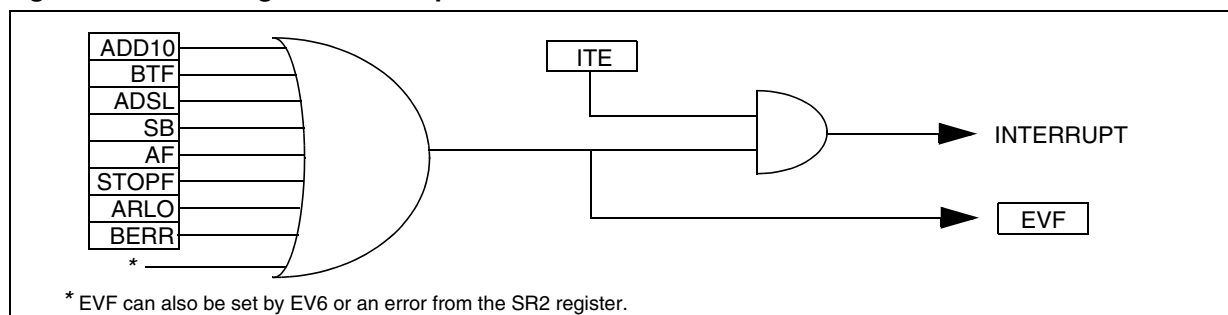 ADD10
BTF
ADSL
SB
AF
STOPF
ARLO
BERR
*
ITE
INTERRUPT
EVF
* EVF can also be set by EV6 or an error from the SR2 register.